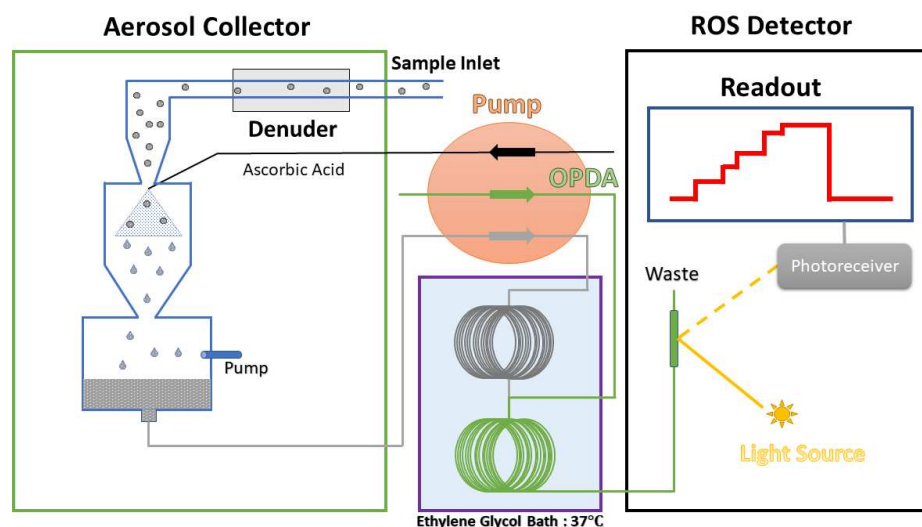 Aerosol Collector
ROS Detector
Sample Inlet
Denuder
Pump
Readout
Ascorbic Acid
OPDA
Photoreceiver
Waste
Pump
Light Source
Ethylene Glycol Bath : 37℃